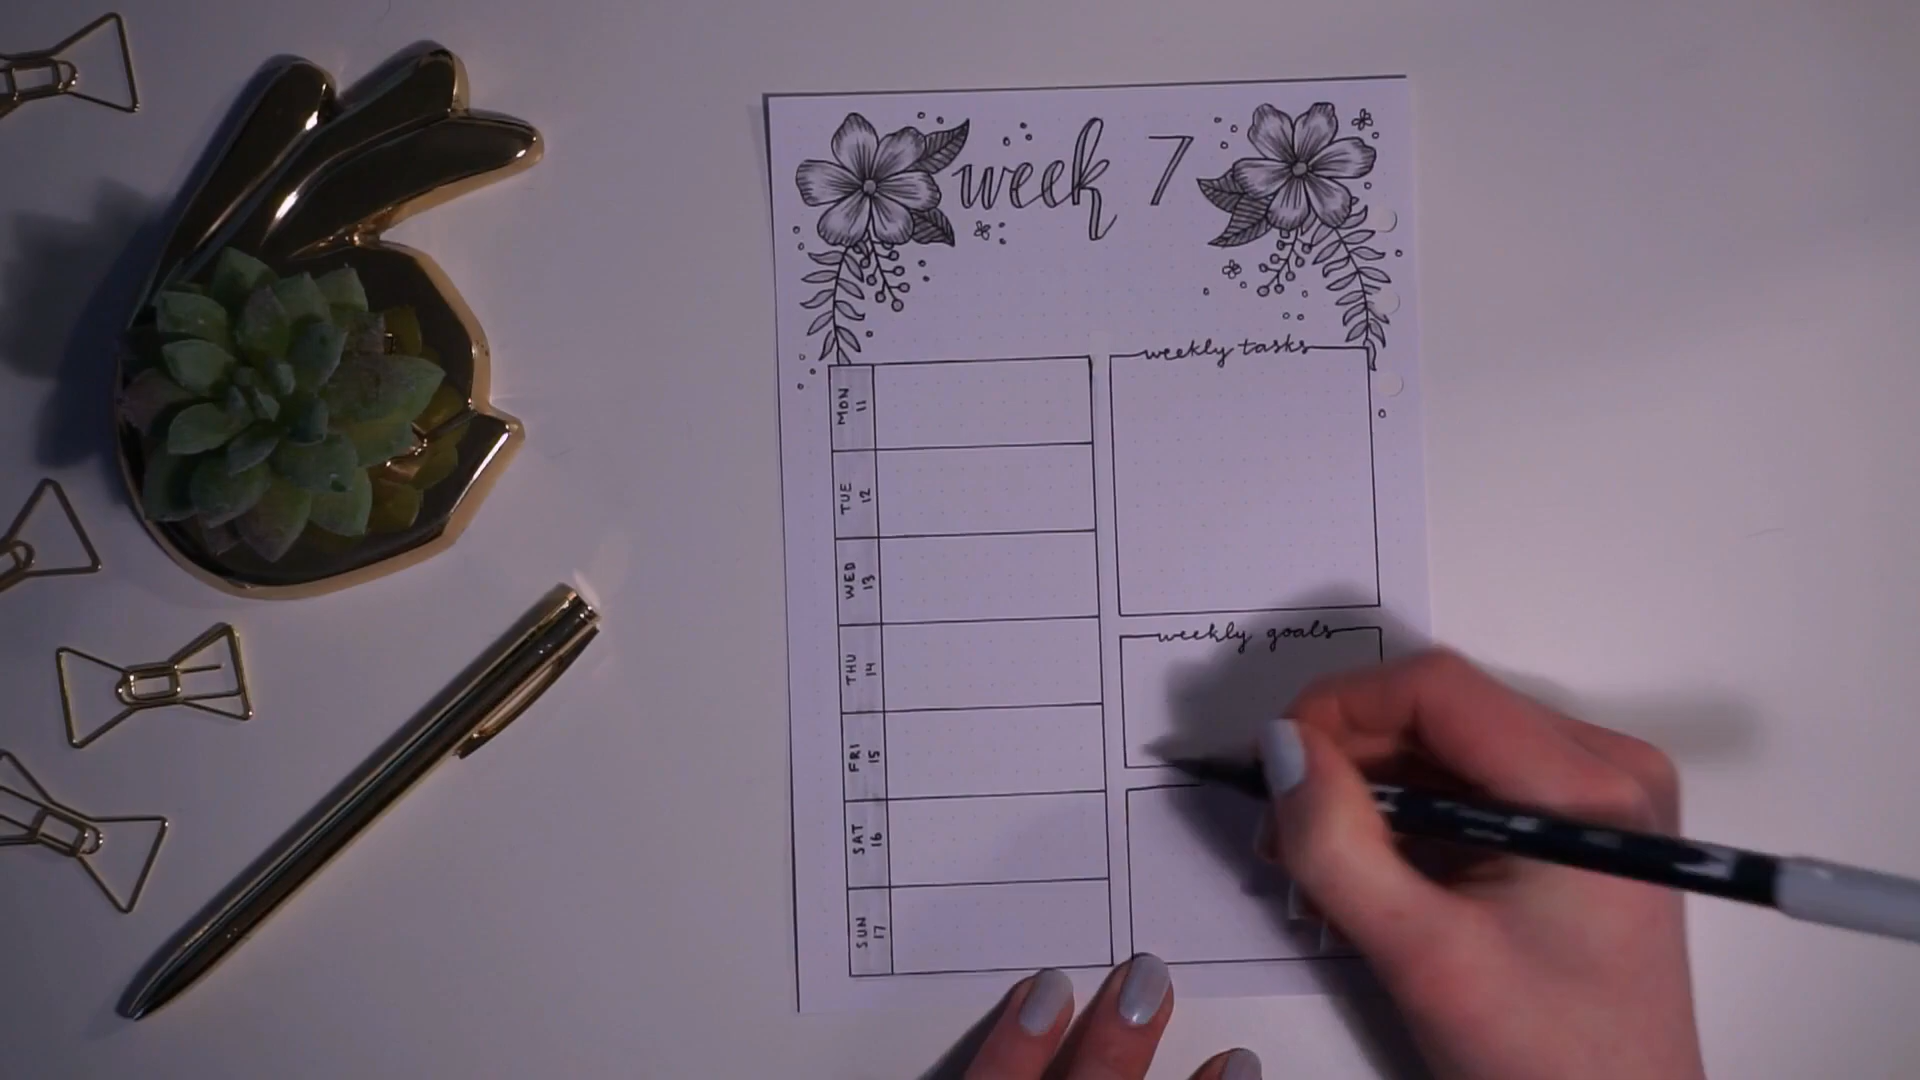 week 7
weekly tasks
MON
11
TUE
12
WED
13
THU
14
FRI
15
SAT
16
SUN
17
weekly goals